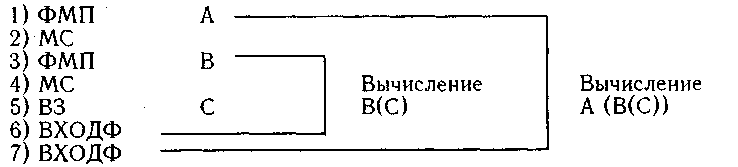 1) ФМП А
2) МС
3) ФМП В
4) МС Вычисление Вычисление
5) ВЗ С В(С) А (В(С))
6) ВХОДФ
7) ВХОДФ